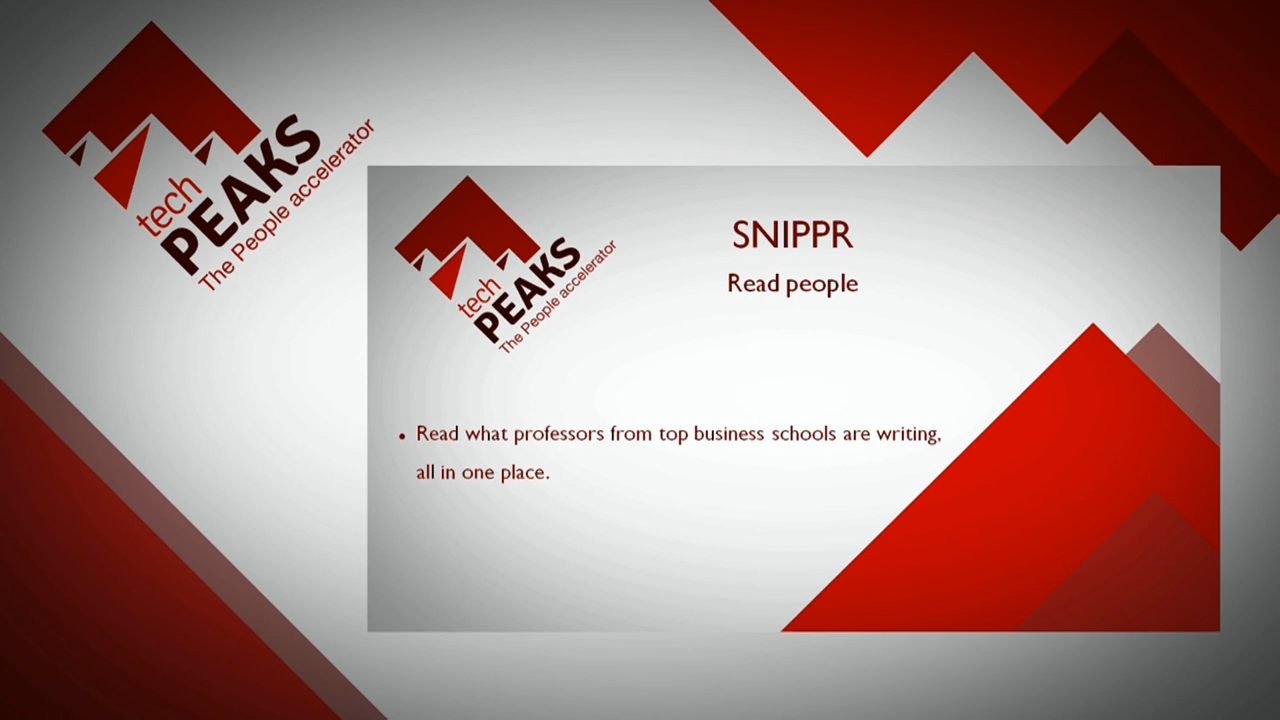 tech
PEAKS
The People accelerator
tech
PEAKS
The People accelerator
SNIPPR
Read people
• Read what professors from top business schools are writing,
all in one place.